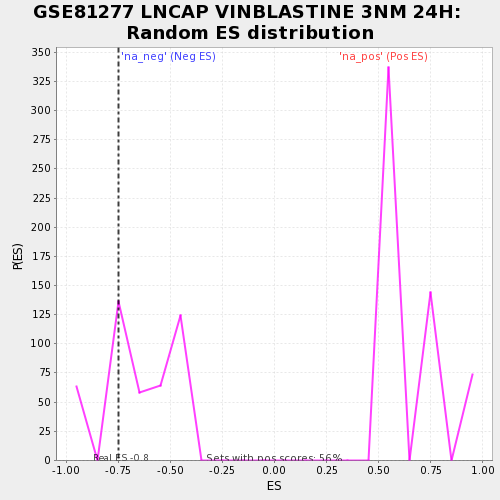 GSE81277 LNCAP VINBLASTINE 3NM 24H:
Random ES distribution
'na_neg' (Neg ES)
'na_pos' (Pos ES)
350
325
300
275
250
225
200
175
150
125
100
75
50
25
0
P(ES)
Real ES -0.8
Sets with pos scores: 56%
-1.00 -0.75 -0.50 -0.25 0.00 0.25 0.50 0.75 1.00
ES